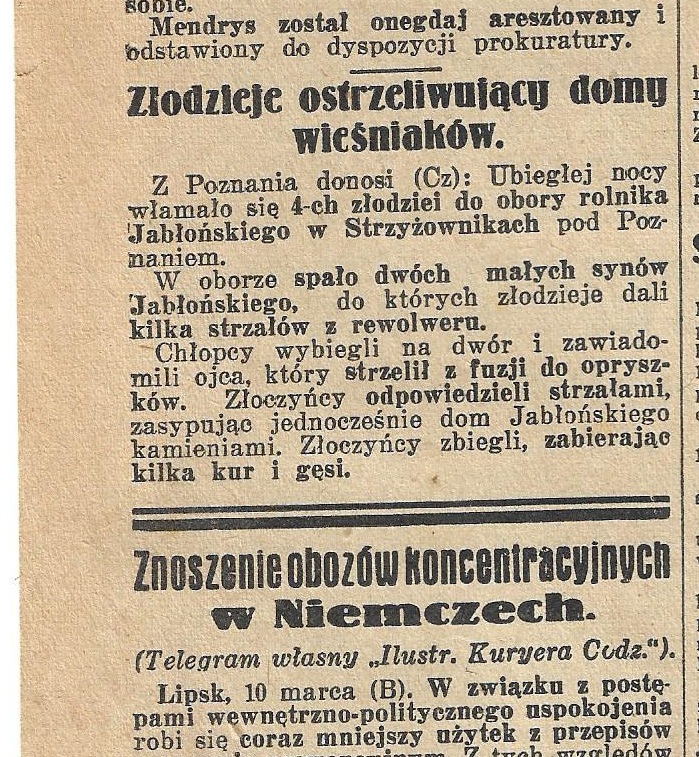 sobie.
Mendrys został onegdaj aresztowany i
odstawiony do dyspozycji prokuratury.
Złodzieje ostrzeliwujący domy
wieśniaków.
Z Poznania donosi (Cz): Ubiegłej nocy
włamało się 4-ch złodziei do obory rolnika
Jabłońskiego w Strzyżownikach pod Poz-
naniem.
W oborze spało dwóch małych synów
Jabłońskiego, do których złodzieje dali
kilka strzałów z rewolweru.
Chłopcy wybiegli na dwór i zawiado-
mili ojca, który strzelił z fuzji do oprysz-
ków. Złoczyńcy odpowiedzieli strzałami,
zasypując jednocześnie dom Jabłońskiego
kamieniami. Złoczyńcy zbiegli, zabierając
kilka kur i gęsi.
Znoszenie obozów koncentracyjnych
w Niemczech.
(Telegram własny „Ilustr. Kuryera Codz.").
Lipsk, 10 marca (B). W związku z postę-
pami wewnętrzno-politycznego uspokojenia
robi się coraz mniejszy użytek z przepisów
Z tych względów